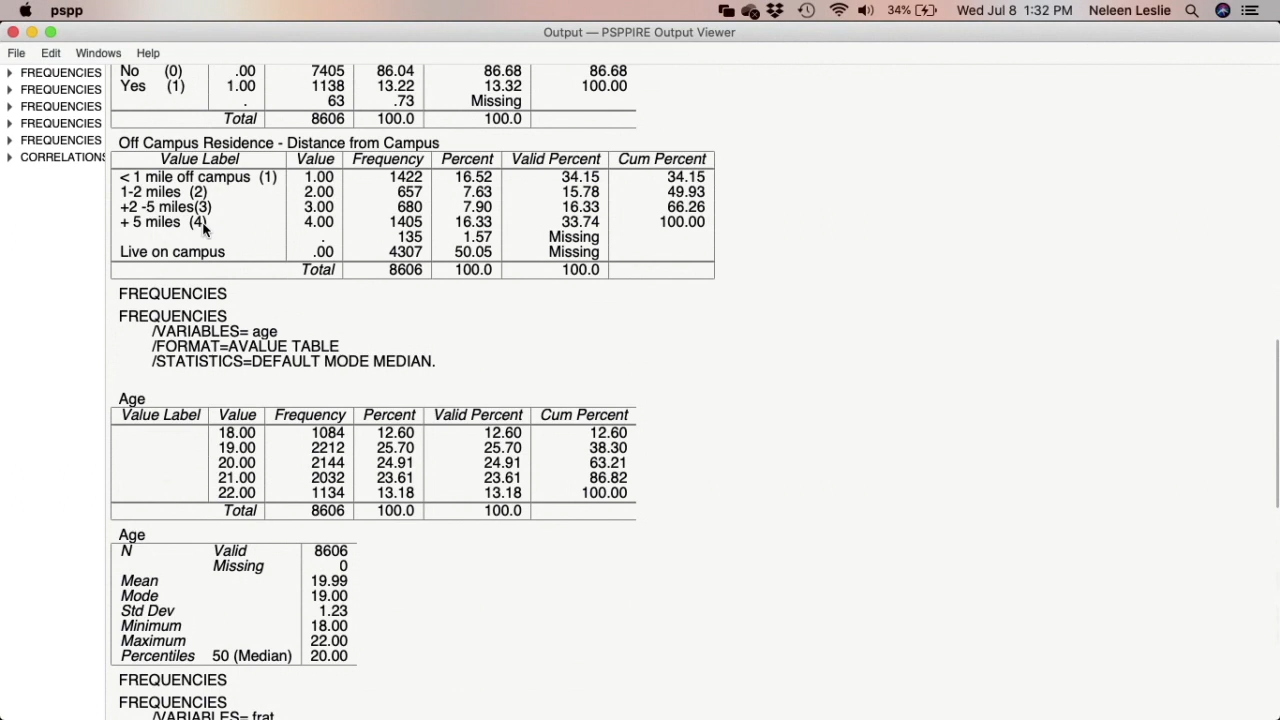 pspp 34% Wed Jul 8 1:32 PM Neleen Leslie
Output — PSPPIRE Output Viewer
File Edit Windows Help
FREQUENCIES
FREQUENCIES
FREQUENCIES
FREQUENCIES
FREQUENCIES
CORRELATIONS
No (0) .00 7405 86.04 86.68 86.68
Yes (1) 1.00 1138 13.22 13.32 100.00
. 63 .73 Missing
Total 8606 100.0 100.0
Off Campus Residence - Distance from Campus
Value Label Value Frequency Percent Valid Percent Cum Percent
< 1 mile off campus (1) 1.00 1422 16.52 34.15 34.15
1-2 miles (2) 2.00 657 7.63 15.78 49.93
+2 -5 miles(3) 3.00 680 7.90 16.33 66.26
+ 5 miles (4) 4.00 1405 16.33 33.74 100.00
. 135 1.57 Missing
Live on campus .00 4307 50.05 Missing
Total 8606 100.0 100.0
FREQUENCIES
FREQUENCIES
/VARIABLES= age
/FORMAT=AVALUE TABLE
/STATISTICS=DEFAULT MODE MEDIAN.
Age
Value Label Value Frequency Percent Valid Percent Cum Percent
18.00 1084 12.60 12.60 12.60
19.00 2212 25.70 25.70 38.30
20.00 2144 24.91 24.91 63.21
21.00 2032 23.61 23.61 86.82
22.00 1134 13.18 13.18 100.00
Total 8606 100.0 100.0
Age
N Valid 8606
Missing 0
Mean 19.99
Mode 19.00
Std Dev 1.23
Minimum 18.00
Maximum 22.00
Percentiles 50 (Median) 20.00
FREQUENCIES
FREQUENCIES
/VARIABLES= frat